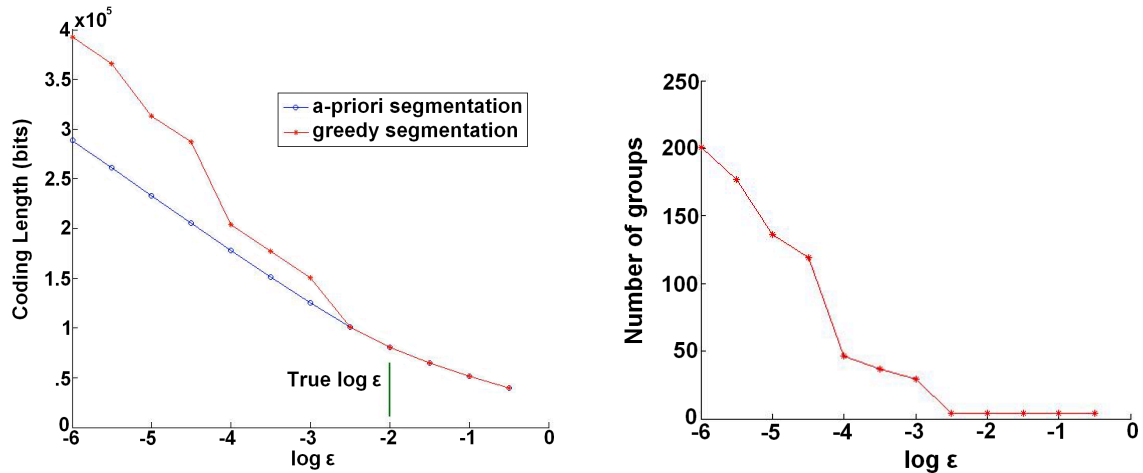 4 x10⁵
3.5
3
2.5
2
1.5
1
.5
0
-6 -5 -4 -3 -2 -1 0
Coding Length (bits)
log ε
a-priori segmentation
greedy segmentation
True log ε
250
200
150
100
50
0
-6 -5 -4 -3 -2 -1 0
Number of groups
log ε